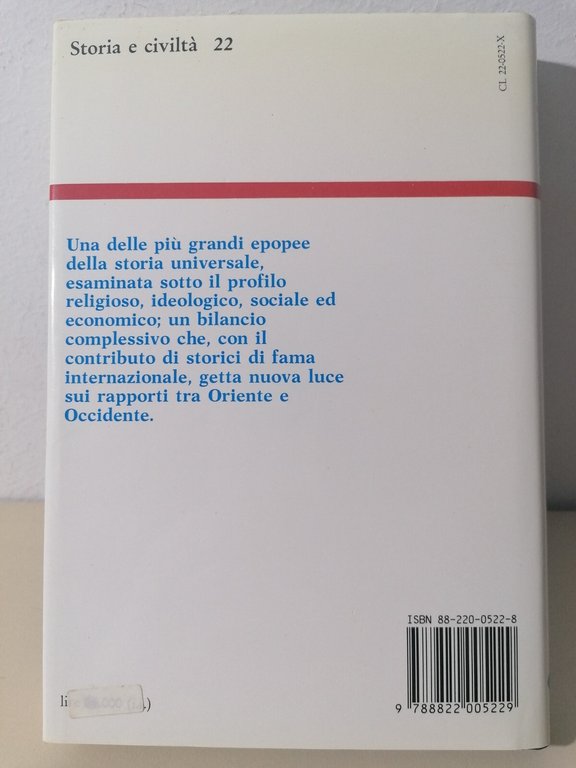 Storia e civiltà 22
CL 22-0522-X
Una delle più grandi epopee
della storia universale,
esaminata sotto il profilo
religioso, ideologico, sociale ed
economico; un bilancio
complessivo che, con il
contributo di storici di fama
internazionale, getta nuova luce
sui rapporti tra Oriente e
Occidente.
ISBN 88-220-0522-8
9 788822 005229